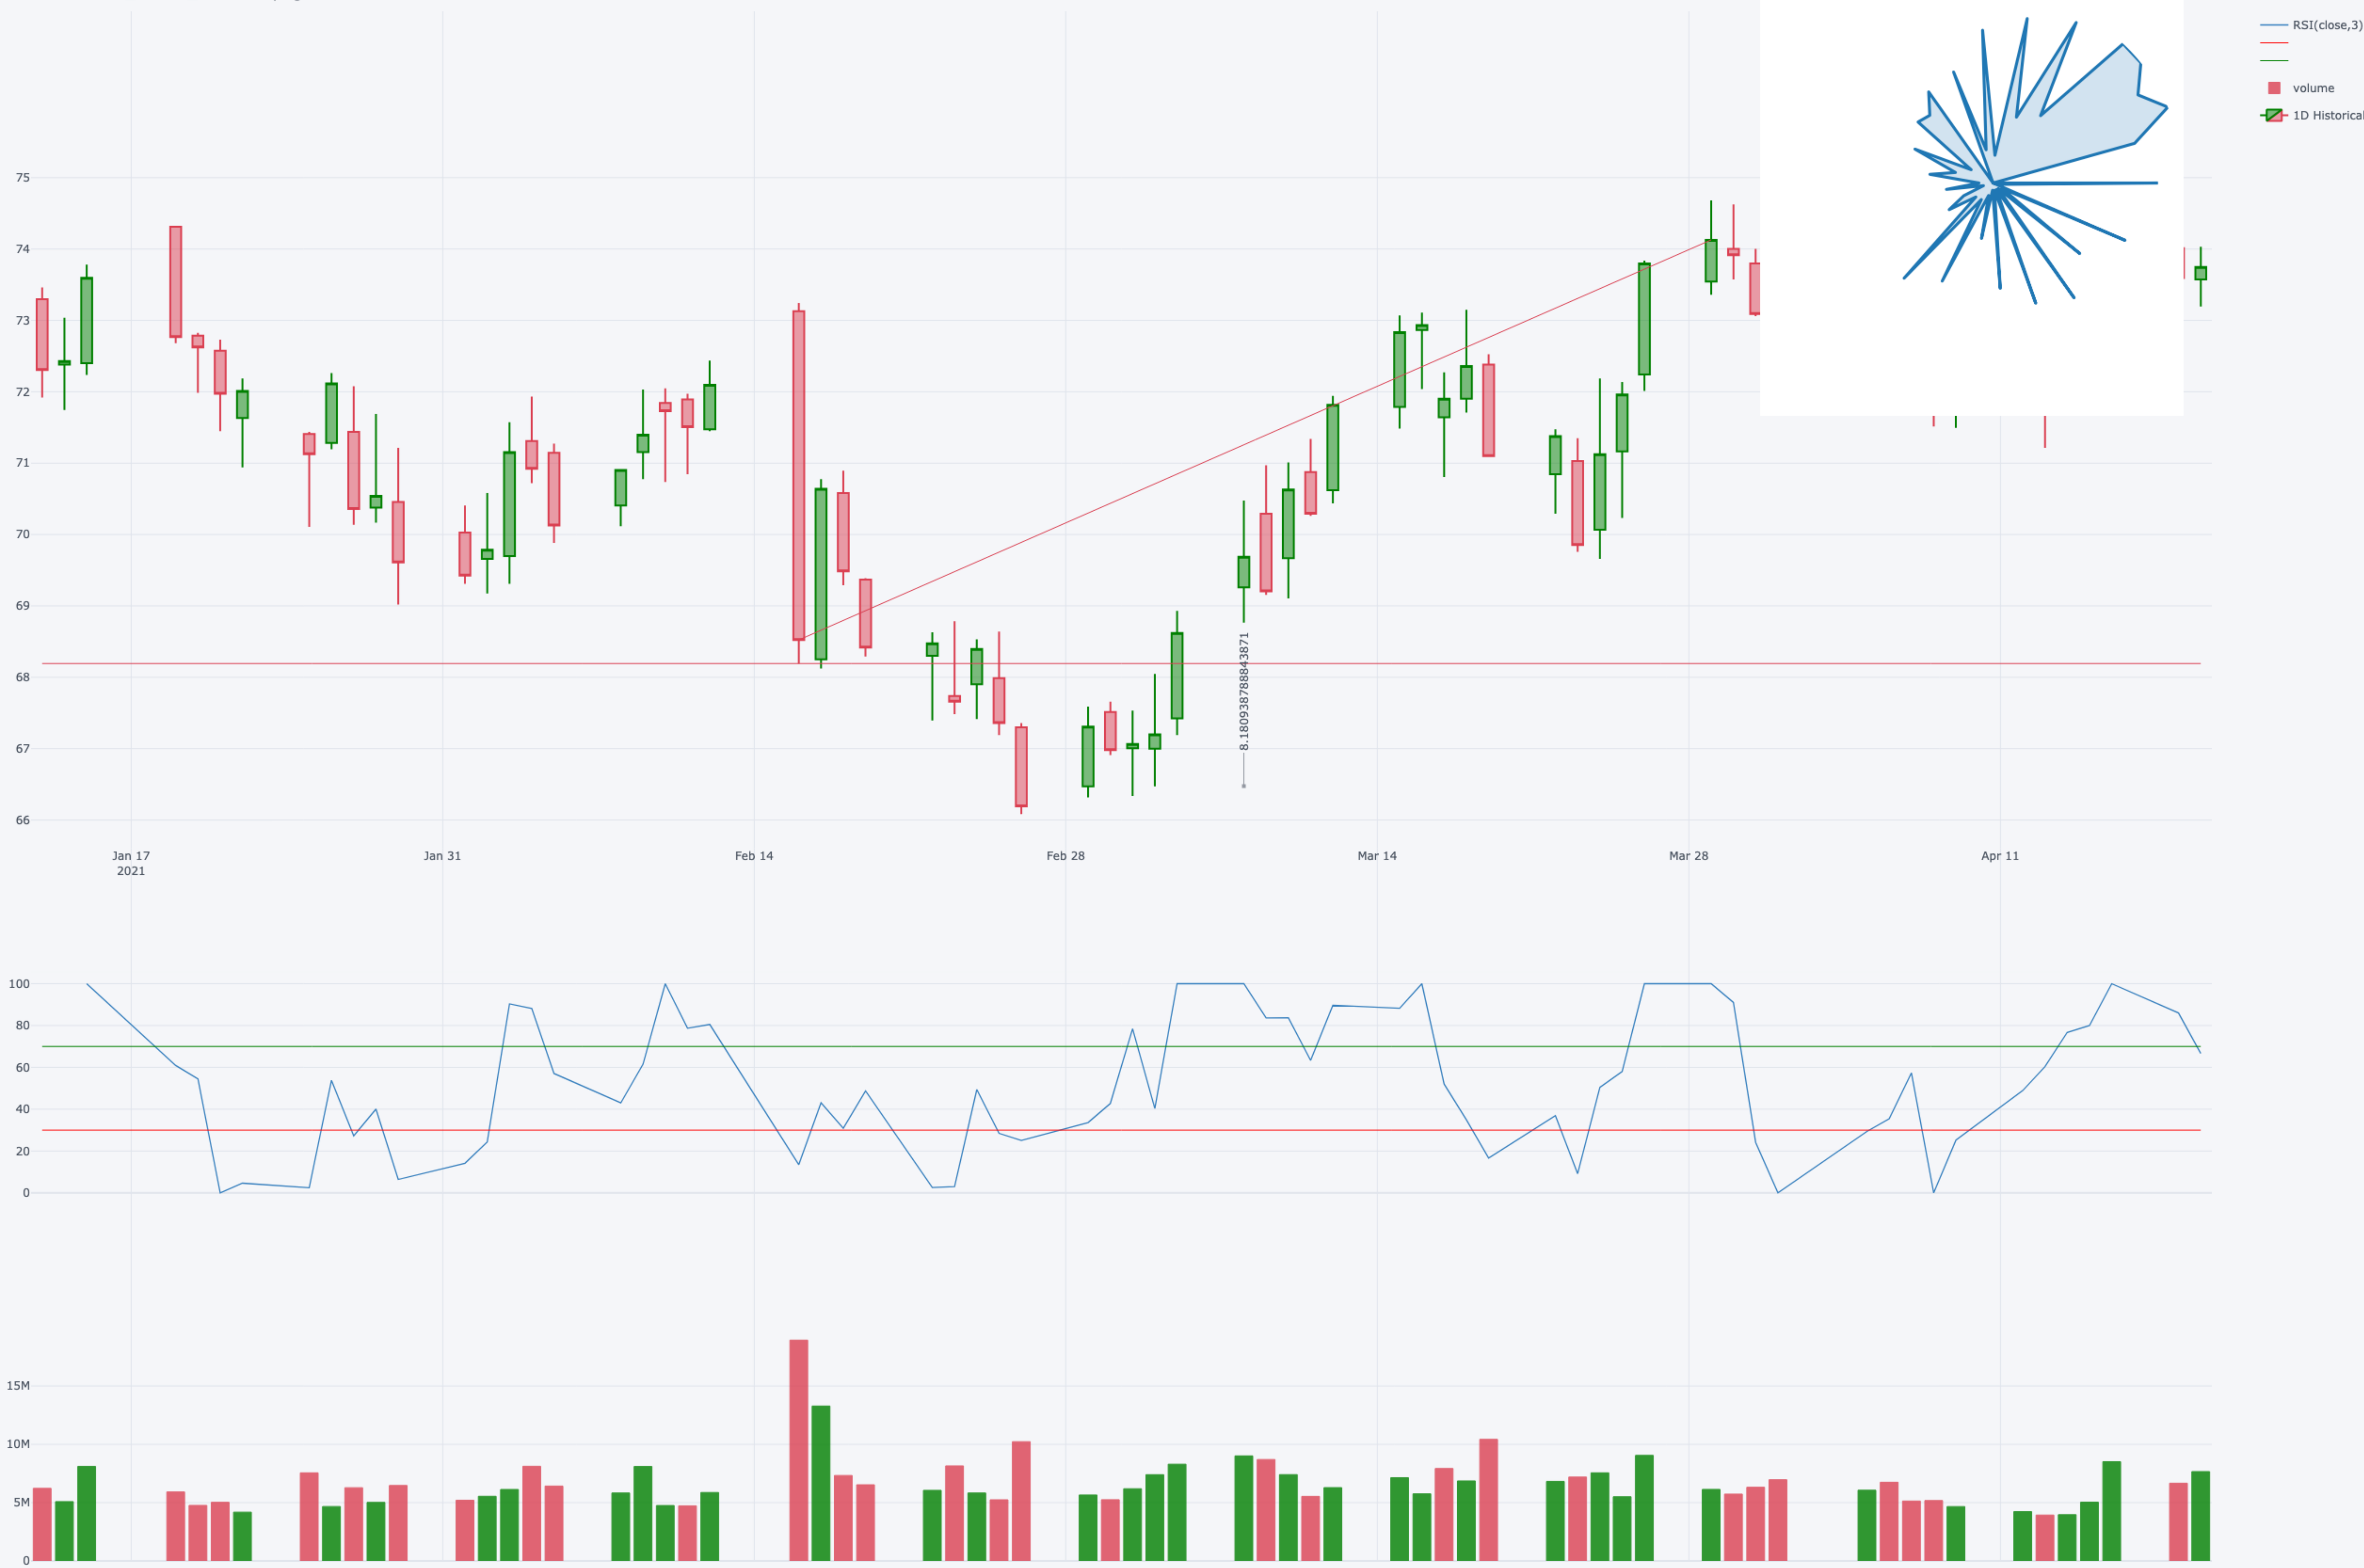 RSI(close,3)
volume
1D Historical
75
74
73
72
71
70
69
68
67
66
8.180938788843871
Jan 17
2021
Jan 31
Feb 14
Feb 28
Mar 14
Mar 28
Apr 11
100
80
60
40
20
0
15M
10M
5M
0